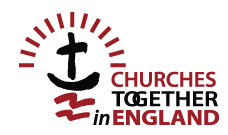 CHURCHES
TOGETHER
in ENGLAND